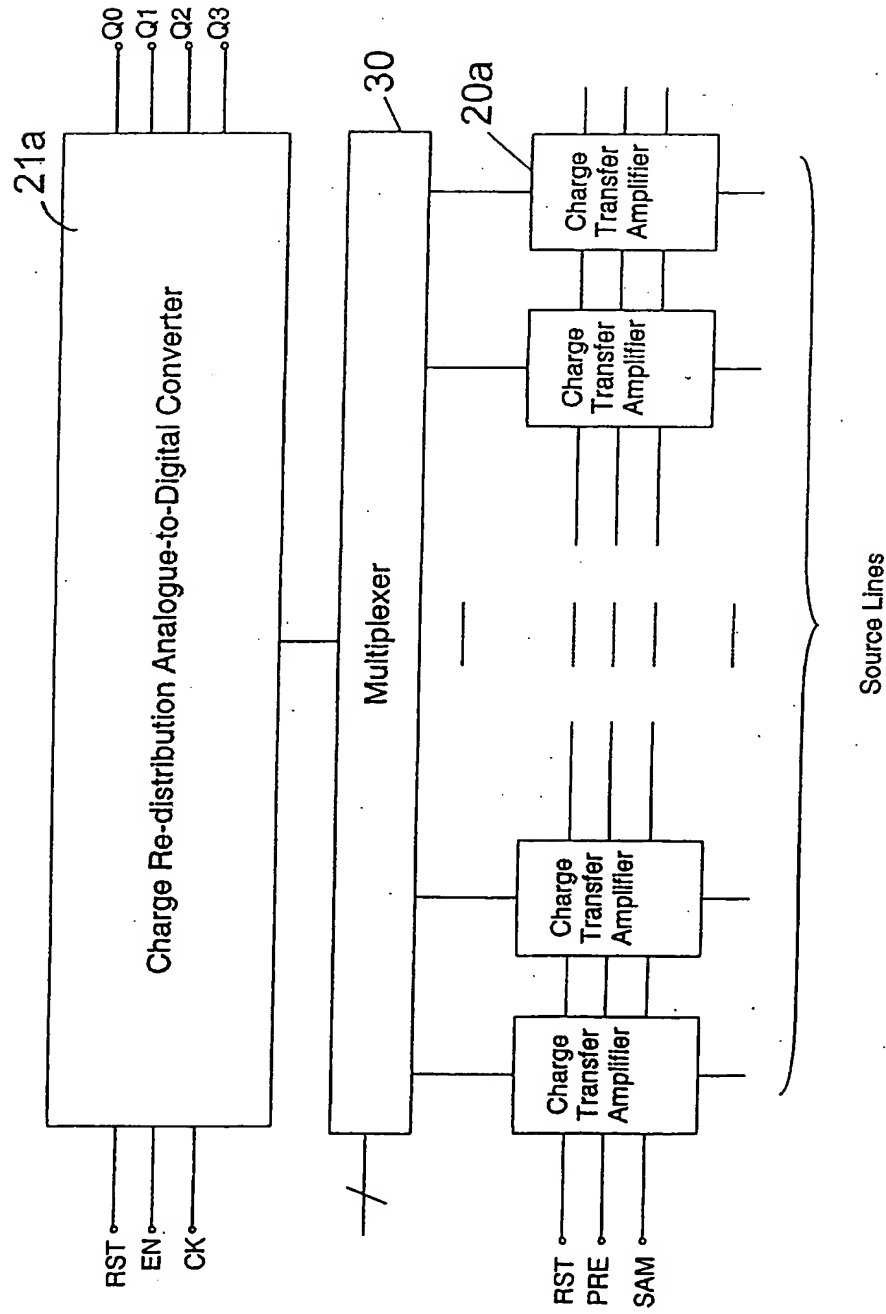 21a
RST
EN
CK
Charge Re-distribution Analogue-to-Digital Converter
Q0
Q1
Q2
Q3
30
Multiplexer
20a
RST
PRE
SAM
Charge
Transfer
Amplifier
Charge
Transfer
Amplifier
Charge
Transfer
Amplifier
Charge
Transfer
Amplifier
Source Lines